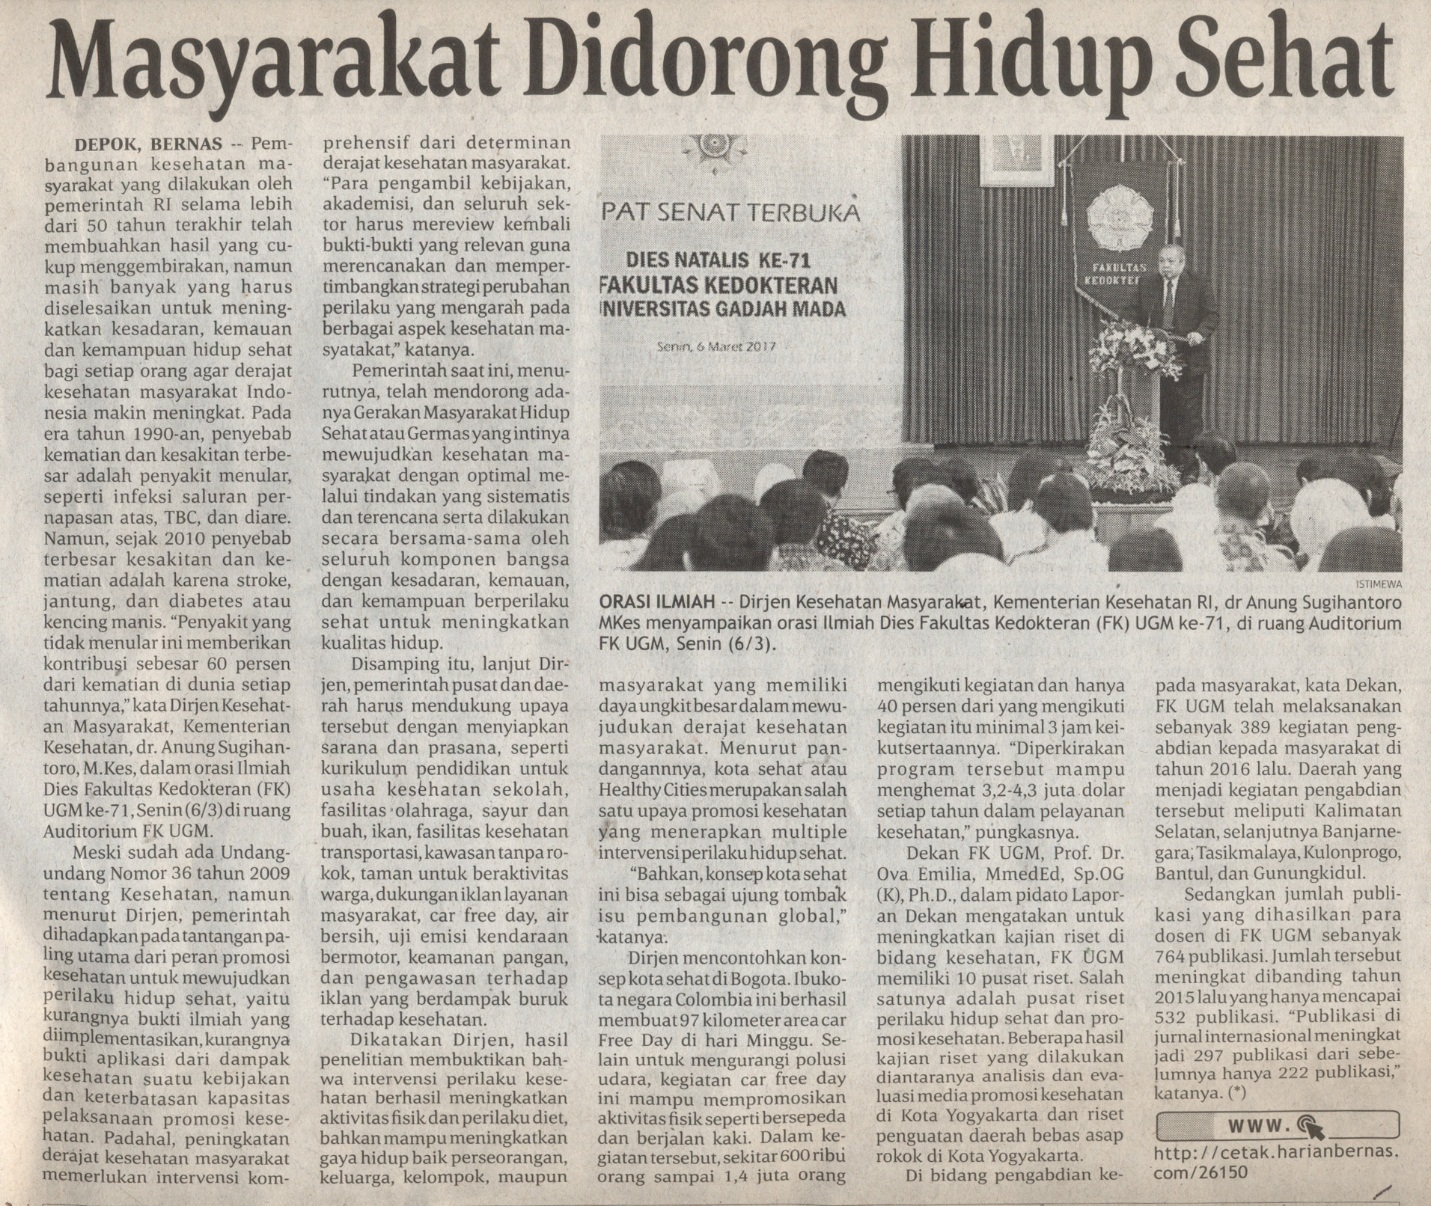 Masyarakat Didorong Hidup Sehat
DEPOK, BERNAS -- Pem-
bangunan kesehatan ma-
syarakat yang dilakukan oleh
pemerintah RI selama lebih
dari 50 tahun terakhir telah
membuahkan hasil yang cu-
kup menggembirakan, namun
masih banyak yang harus
diselesaikan untuk mening-
katkan kesadaran, kemauan
dan kemampuan hidup sehat
bagi setiap orang agar derajat
kesehatan masyarakat Indo-
nesia makin meningkat. Pada
era tahun 1990-an, penyebab
kematian dan kesakitan terbe-
sar adalah penyakit menular,
seperti infeksi saluran per-
napasan atas, TBC, dan diare.
Namun, sejak 2010 penyebab
terbesar kesakitan dan ke-
matian adalah karena stroke,
jantung, dan diabetes atau
kencing manis. “Penyakit yang
tidak menular ini memberikan
kontribusi sebesar 60 persen
dari kematian di dunia setiap
tahunnya,” kata Dirjen Kesehat-
an Masyarakat, Kementerian
Kesehatan, dr. Anung Sugihan-
toro, M.Kes, dalam orasi Ilmiah
Dies Fakultas Kedokteran (FK)
UGM ke-71, Senin (6/3) di ruang
Auditorium FK UGM.
Meski sudah ada Undang-
undang Nomor 36 tahun 2009
tentang Kesehatan, namun
menurut Dirjen, pemerintah
dihadapkan pada tantangan pa-
ling utama dari peran promosi
kesehatan untuk mewujudkan
perilaku hidup sehat, yaitu
kurangnya bukti ilmiah yang
diimplementasikan, kurangnya
bukti aplikasi dari dampak
kesehatan suatu kebijakan
dan keterbatasan kapasitas
pelaksanaan promosi kese-
hatan. Padahal, peningkatan
derajat kesehatan masyarakat
memerlukan intervensi kom-
prehensif dari determinan
derajat kesehatan masyarakat.
“Para pengambil kebijakan,
akademisi, dan seluruh sek-
tor harus mereview kembali
bukti-bukti yang relevan guna
merencanakan dan memper-
timbangkan strategi perubahan
perilaku yang mengarah pada
berbagai aspek kesehatan ma-
syatakat,” katanya.
Pemerintah saat ini, menu-
rutnya, telah mendorong ada-
nya Gerakan Masyarakat Hidup
Sehat atau Germas yang intinya
mewujudkan kesehatan ma-
syarakat dengan optimal me-
lalui tindakan yang sistematis
dan terencana serta dilakukan
secara bersama-sama oleh
seluruh komponen bangsa
dengan kesadaran, kemauan,
dan kemampuan berperilaku
sehat untuk meningkatkan
kualitas hidup.
Disamping itu, lanjut Dir-
jen, pemerintah pusat dan dae-
rah harus mendukung upaya
tersebut dengan menyiapkan
sarana dan prasana, seperti
kurikulum pendidikan untuk
usaha kesehatan sekolah,
fasilitas olahraga, sayur dan
buah, ikan, fasilitas kesehatan
transportasi, kawasan tanpa ro-
kok, taman untuk beraktivitas
warga, dukungan iklan layanan
masyarakat, car free day, air
bersih, uji emisi kendaraan
bermotor, keamanan pangan,
dan pengawasan terhadap
iklan yang berdampak buruk
terhadap kesehatan.
Dikatakan Dirjen, hasil
penelitian membuktikan bah-
wa intervensi perilaku kese-
hatan berhasil meningkatkan
aktivitas fisik dan perilaku diet,
bahkan mampu meningkatkan
gaya hidup baik perseorangan,
keluarga, kelompok, maupun
PAT SENAT TERBUKA
DIES NATALIS KE-71
FAKULTAS KEDOKTERAN
NIVERSITAS GADJAH MADA
Senin, 6 Maret 2017
FAKULTAS
KEDOKTER
ISTIMEWA
ORASI ILMIAH -- Dirjen Kesehatan Masyarakat, Kementerian Kesehatan RI, dr Anung Sugihantoro
MKes menyampaikan orasi Ilmiah Dies Fakultas Kedokteran (FK) UGM ke-71, di ruang Auditorium
FK UGM, Senin (6/3).
masyarakat yang memiliki
daya ungkit besar dalam mewu-
judukan derajat kesehatan
masyarakat. Menurut pan-
dangannnya, kota sehat atau
Healthy Cities merupakan salah
satu upaya promosi kesehatan
yang menerapkan multiple
intervensi perilaku hidup sehat.
“Bahkan, konsep kota sehat
ini bisa sebagai ujung tombak
isu pembangunan global,”
katanya.
Dirjen mencontohkan kon-
sep kota sehat di Bogota. Ibuko-
ta negara Colombia ini berhasil
membuat 97 kilometer area car
Free Day di hari Minggu. Se-
lain untuk mengurangi polusi
udara, kegiatan car free day
ini mampu mempromosikan
aktivitas fisik seperti bersepeda
dan berjalan kaki. Dalam ke-
giatan tersebut, sekitar 600 ribu
orang sampai 1,4 juta orang
mengikuti kegiatan dan hanya
40 persen dari yang mengikuti
kegiatan itu minimal 3 jam kei-
kutsertaannya. “Diperkirakan
program tersebut mampu
menghemat 3,2-4,3 juta dolar
setiap tahun dalam pelayanan
kesehatan,” pungkasnya.
Dekan FK UGM, Prof. Dr.
Ova Emilia, MmedEd, Sp.OG
(K), Ph.D., dalam pidato Lapor-
an Dekan mengatakan untuk
meningkatkan kajian riset di
bidang kesehatan, FK UGM
memiliki 10 pusat riset. Salah
satunya adalah pusat riset
perilaku hidup sehat dan pro-
mosi kesehatan. Beberapa hasil
kajian riset yang dilakukan
diantaranya analisis dan eva-
luasi media promosi kesehatan
di Kota Yogyakarta dan riset
penguatan daerah bebas asap
rokok di Kota Yogyakarta.
Di bidang pengabdian ke-
pada masyarakat, kata Dekan,
FK UGM telah melaksanakan
sebanyak 389 kegiatan peng-
abdian kepada masyarakat di
tahun 2016 lalu. Daerah yang
menjadi kegiatan pengabdian
tersebut meliputi Kalimatan
Selatan, selanjutnya Banjarne-
gara, Tasikmalaya, Kulonprogo,
Bantul, dan Gunungkidul.
Sedangkan jumlah publi-
kasi yang dihasilkan para
dosen di FK UGM sebanyak
764 publikasi. Jumlah tersebut
meningkat dibanding tahun
2015 lalu yang hanya mencapai
532 publikasi. “Publikasi di
jurnal internasional meningkat
jadi 297 publikasi dari sebe-
lumnya hanya 222 publikasi,”
katanya. (*)
www.
http://cetak.harianbernas.
com/26150